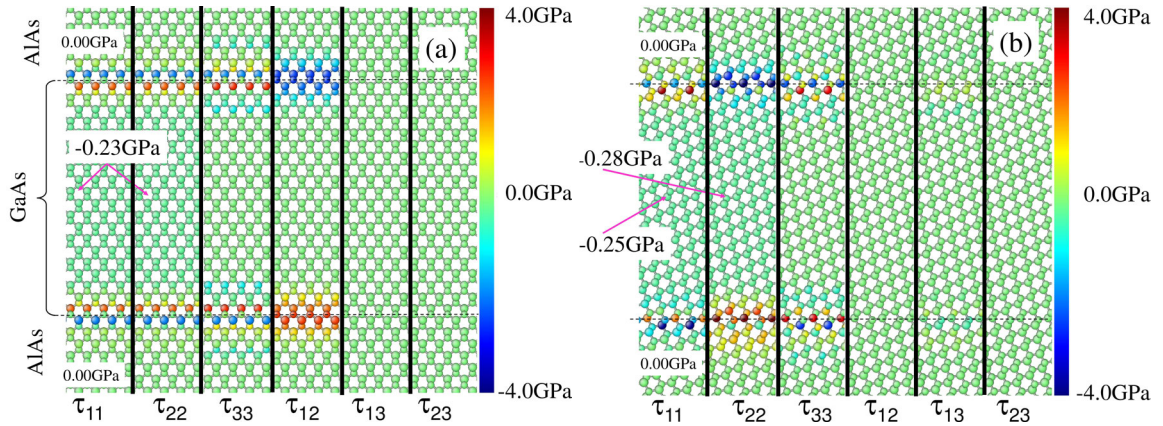 AlAs
0.00GPa
(a)
4.0GPa
-0.23GPa
GaAs
0.0GPa
AlAs
0.00GPa
-4.0GPa
τ11 τ22 τ33 τ12 τ13 τ23
0.00GPa
(b)
4.0GPa
-0.28GPa
0.0GPa
-0.25GPa
0.00GPa
-4.0GPa
τ11 τ22 τ33 τ12 τ13 τ23